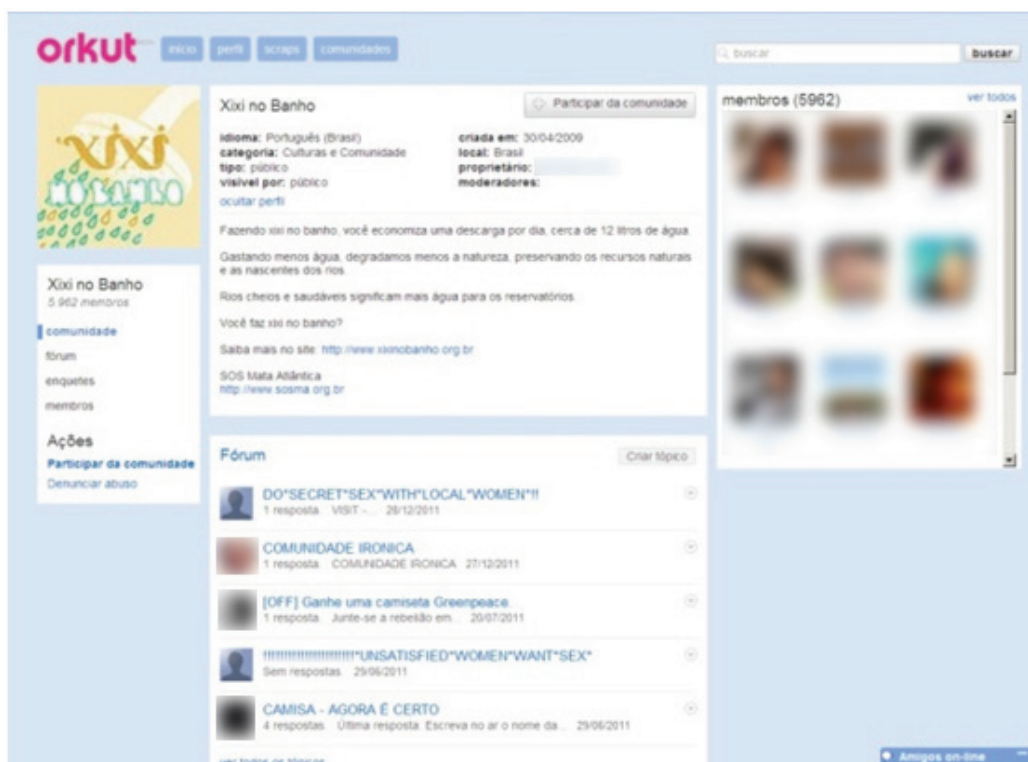 orkut
início perfil scraps comunidades
buscar
buscar
xixi
NO BANHO
Xixi no Banho
5.962 membros
comunidade
fórum
enquetes
membros
Ações
Participar da comunidade
Denunciar abuso
Xixi no Banho
Participar da comunidade
idioma: Português (Brasil)
categoria: Culturas e Comunidade
tipo: público
visível por: público
criada em: 30/04/2009
local: Brasil
proprietário:
moderadores:
ocultar perfil
Fazendo xixi no banho, você economiza uma descarga por dia, cerca de 12 litros de água.
Gastando menos água, degradamos menos a natureza, preservando os recursos naturais
e as nascentes dos rios.
Rios cheios e saudáveis significam mais água para os reservatórios.
Você faz xixi no banho?
Saiba mais no site: http://www.xixinobanho.org.br
SOS Mata Atlântica
http://www.sosma.org.br
Fórum
Criar tópico
DO*SECRET*SEX*WITH*LOCAL*WOMEN*!!
1 resposta. VISIT -... 28/12/2011
COMUNIDADE IRONICA
1 resposta. COMUNIDADE IRONICA 27/12/2011
[OFF] Ganhe uma camiseta Greenpeace.
1 resposta. Junte-se a rebelião em... 20/07/2011
*UNSATISFIED*WOMEN*WANT*SEX*
Sem respostas. 29/06/2011
CAMISA - AGORA É CERTO
4 respostas. Última resposta: Escreva no ar o nome da... 29/06/2011
ver todos os tópicos
membros (5962)
ver todos
Amigos on-line